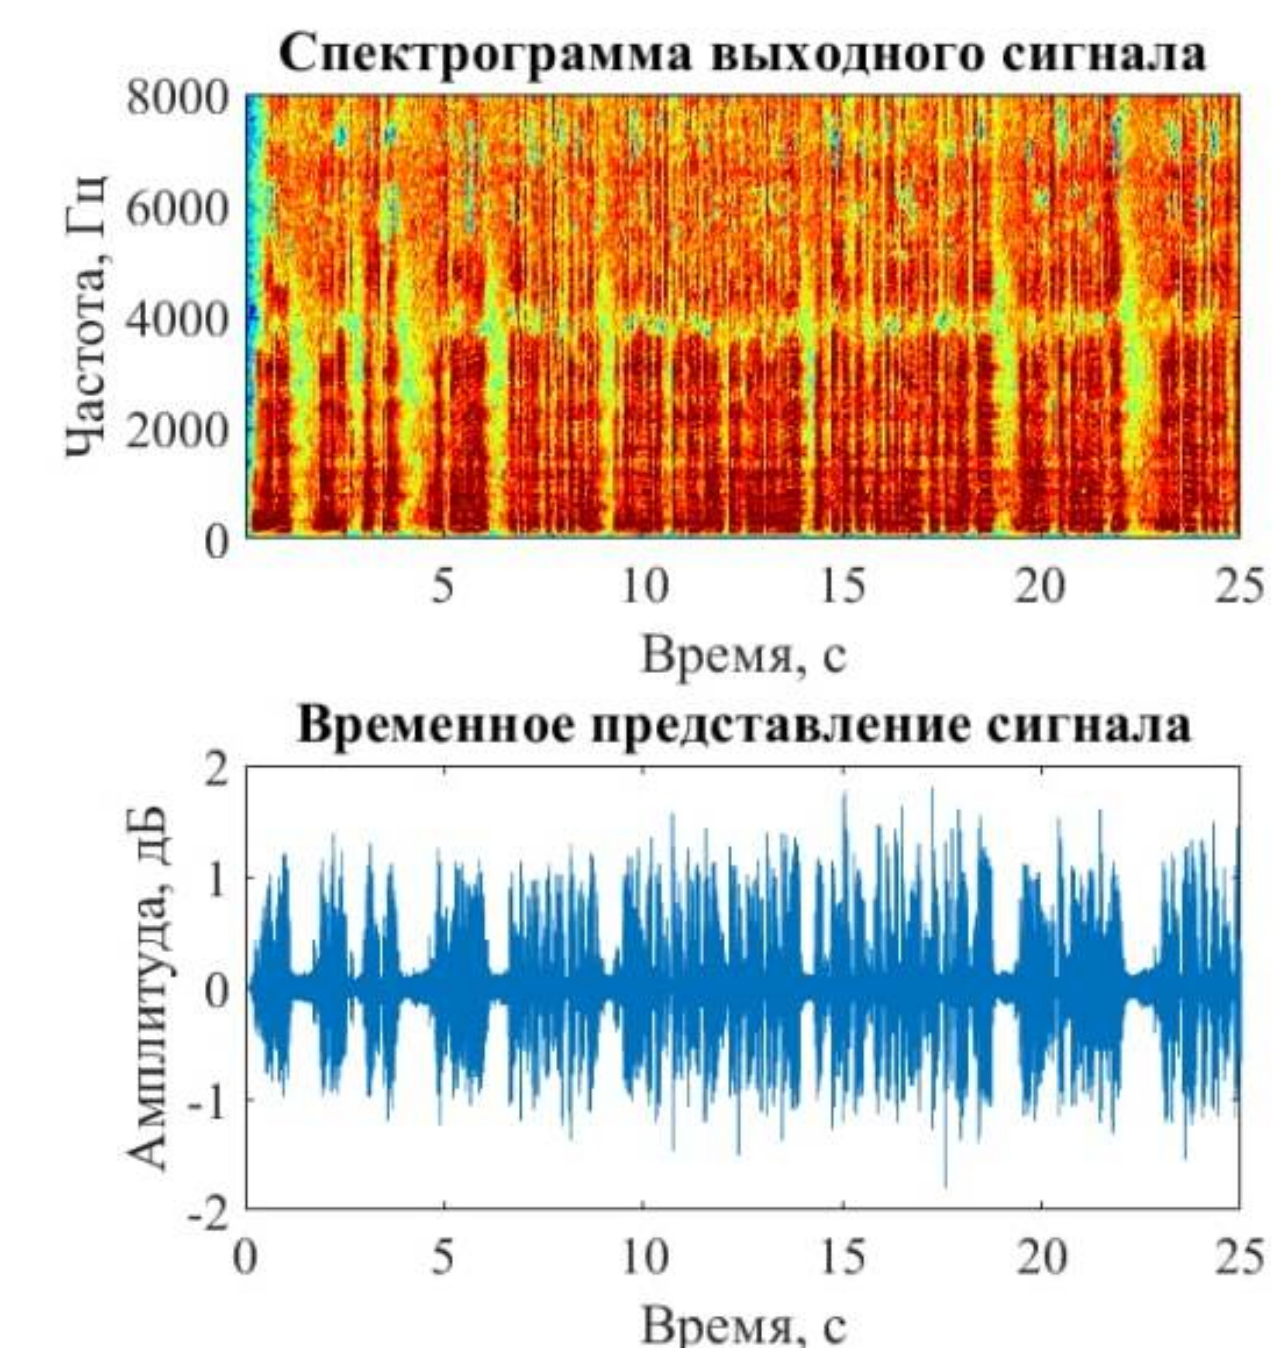 Спектрограмма выходного сигнала
8000
6000
4000
2000
0
Частота, Гц
5 10 15 20 25
Время, с
Временное представление сигнала
2
1
0
-1
-2
Амплитуда, дБ
0 5 10 15 20 25
Время, с